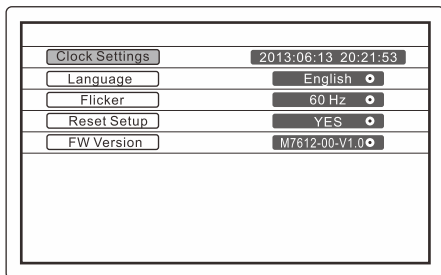 Clock Settings 2013:06:13 20:21:53
Language English
Flicker 60 Hz
Reset Setup YES
FW Version M7612-00-V1.0